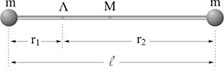 m Λ M m
r₁ r₂
ℓ